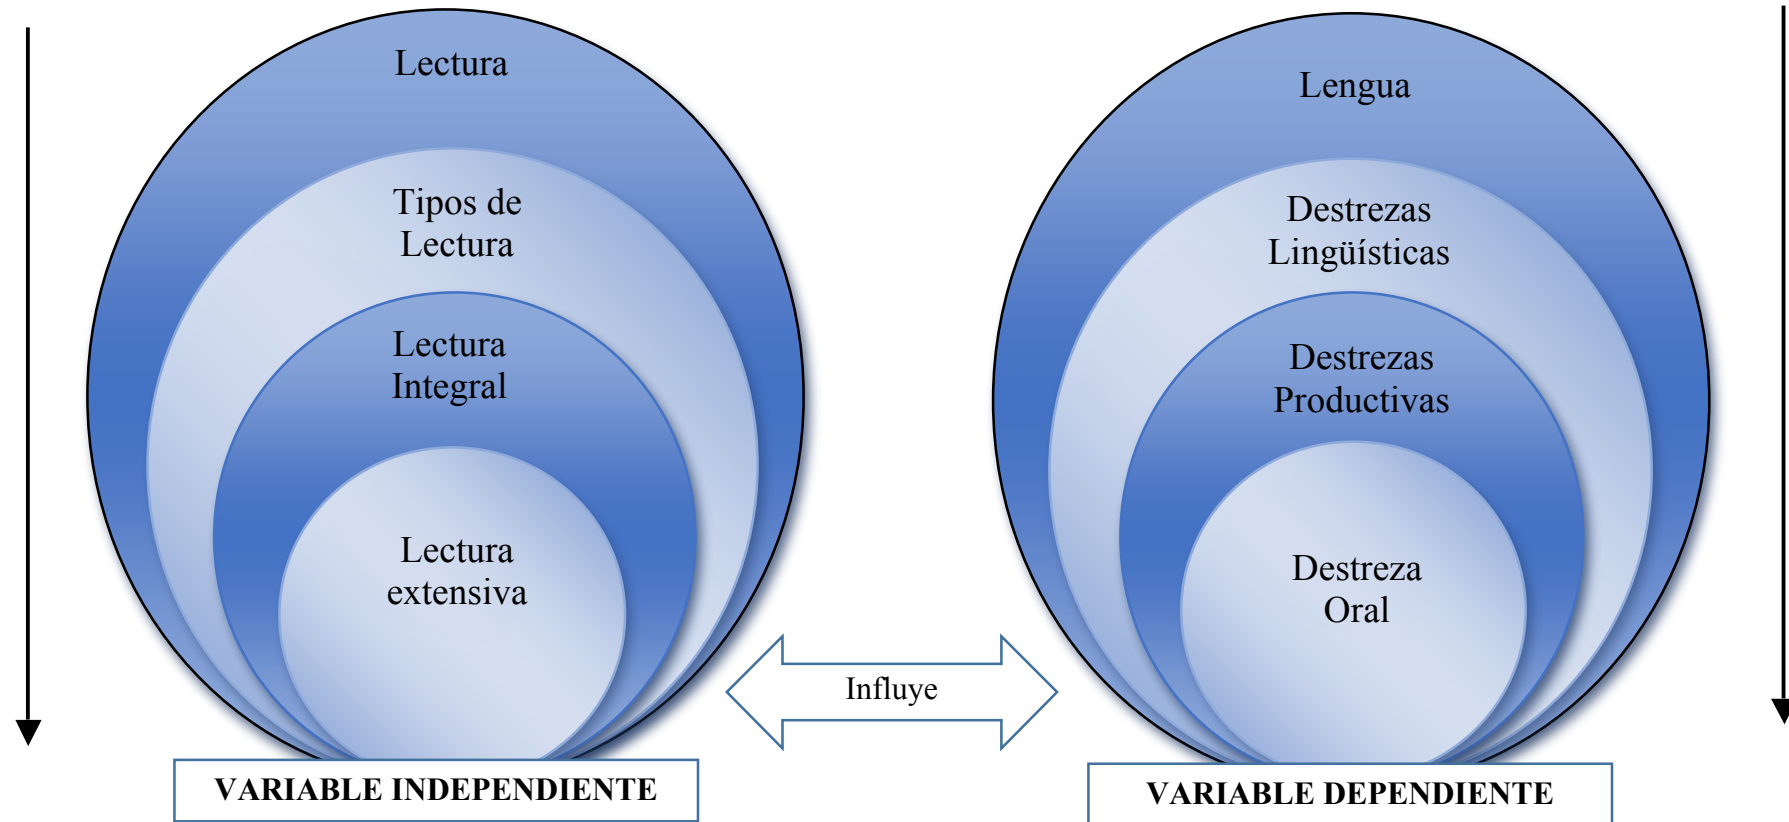 Lectura
Tipos de
Lectura
Lectura
Integral
Lectura
extensiva
VARIABLE INDEPENDIENTE
Influye
Lengua
Destrezas
Lingüísticas
Destrezas
Productivas
Destreza
Oral
VARIABLE DEPENDIENTE